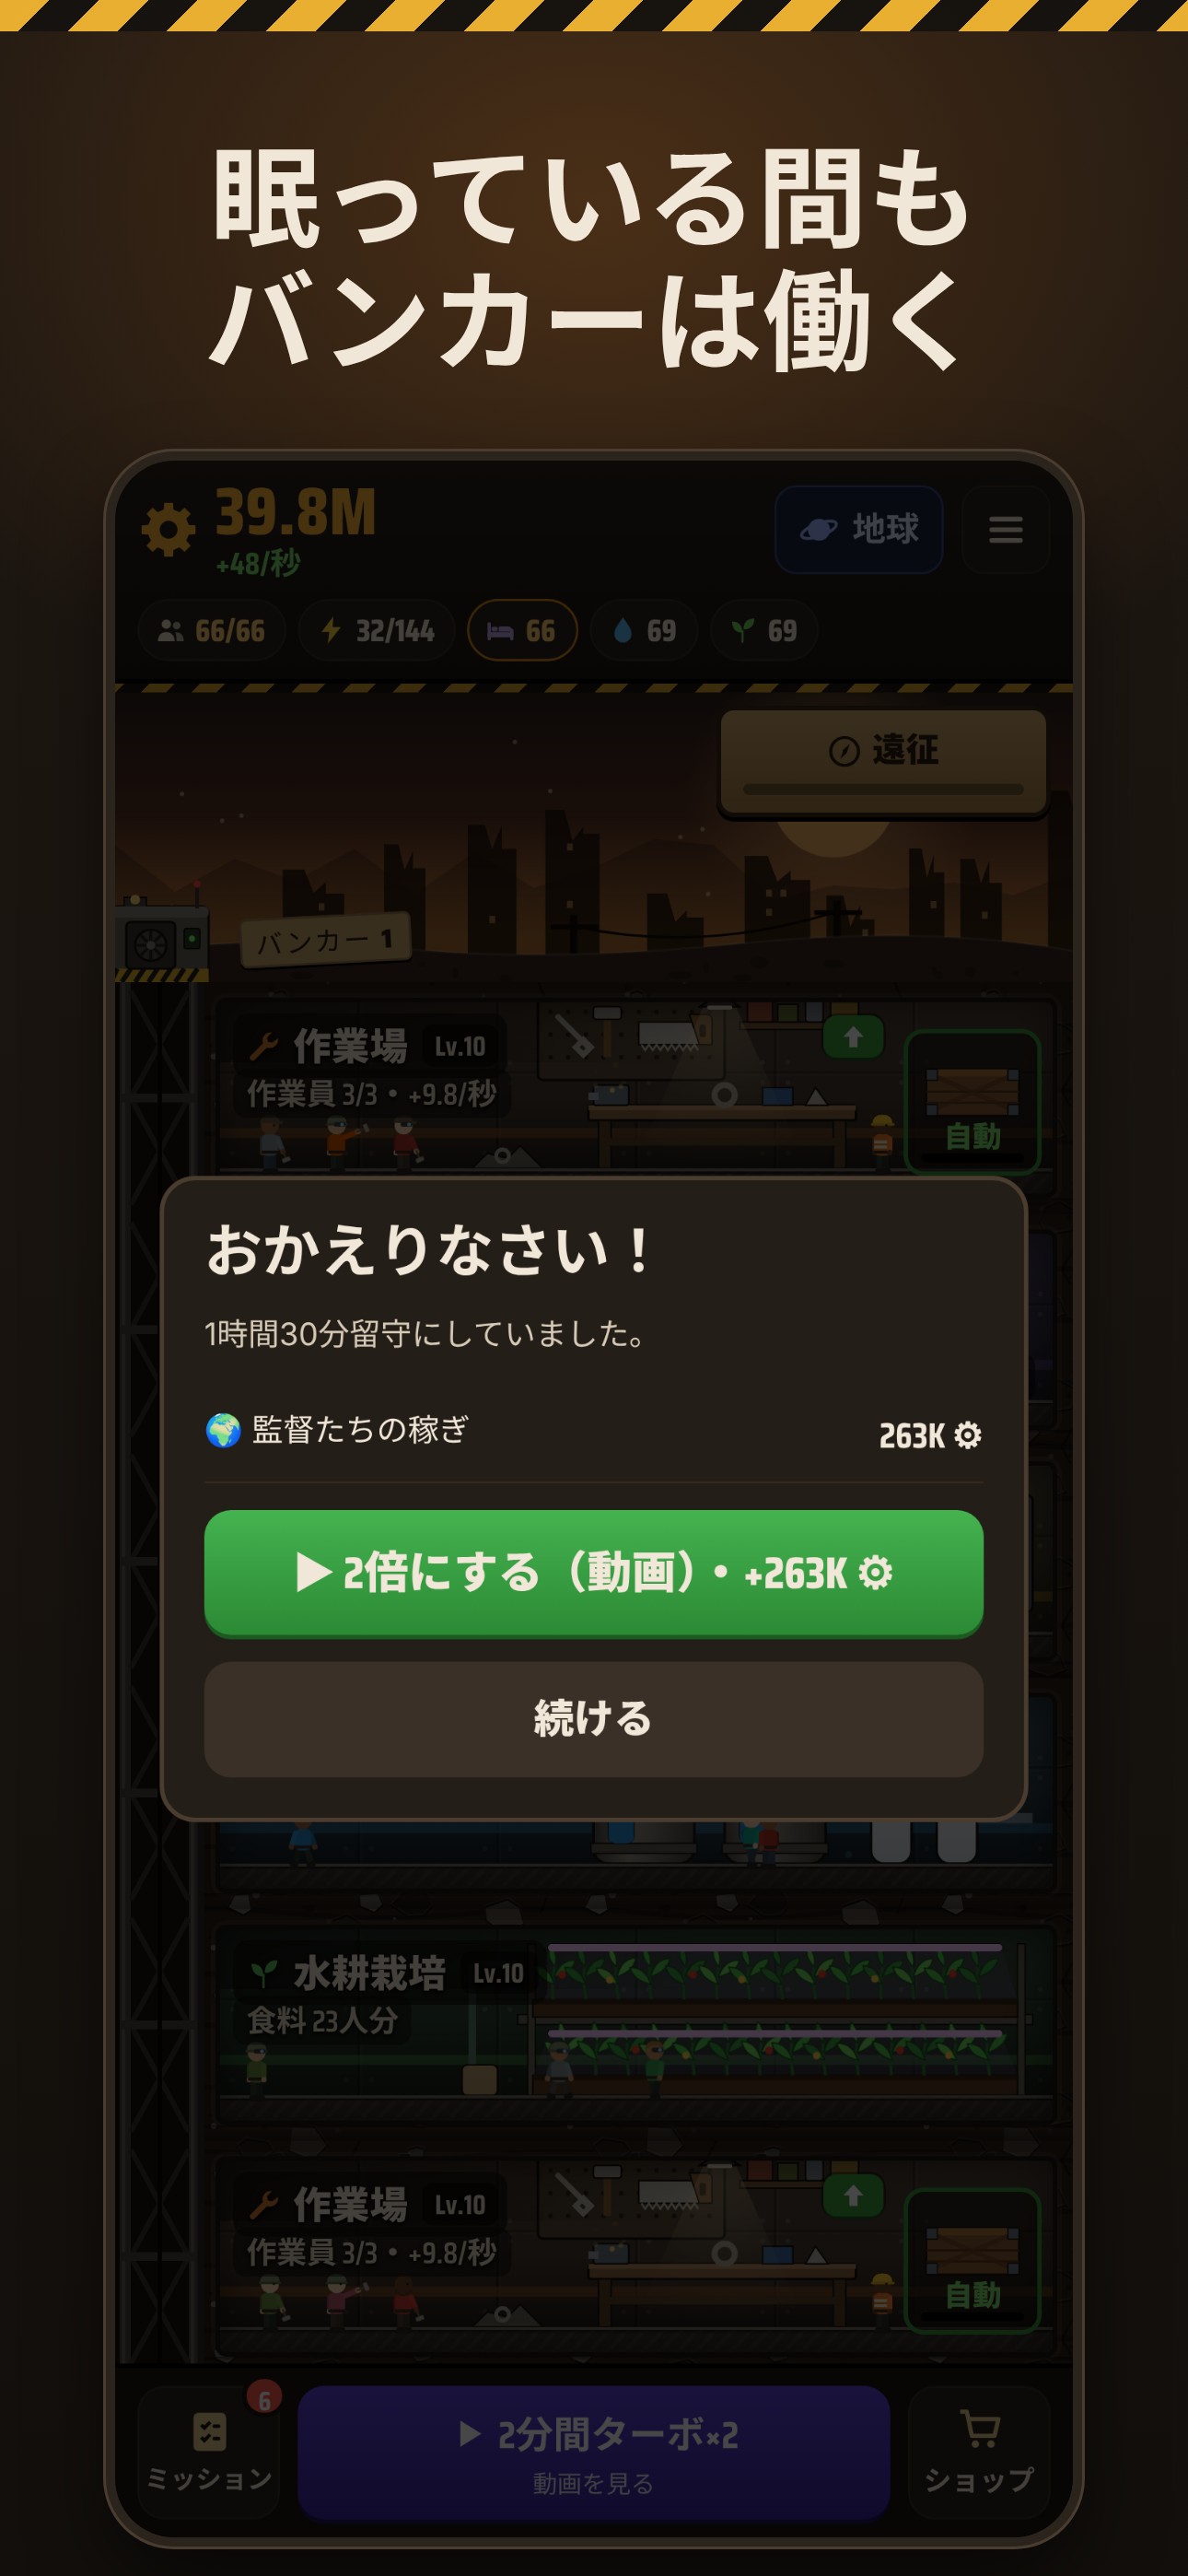 眠っている間も
バンカーは働く
39.8M
+48/秒
地球
66/66
32/144
66
69
69
遠征
バンカー 1
作業場 Lv.10
作業員 3/3・+9.8/秒
自動
おかえりなさい！
1時間30分留守にしていました。
監督たちの稼ぎ 263K
2倍にする（動画）・+263K
続ける
水耕栽培 Lv.10
食料 23人分
作業場 Lv.10
作業員 3/3・+9.8/秒
自動
6
ミッション
2分間ターボ×2
動画を見る
ショップ